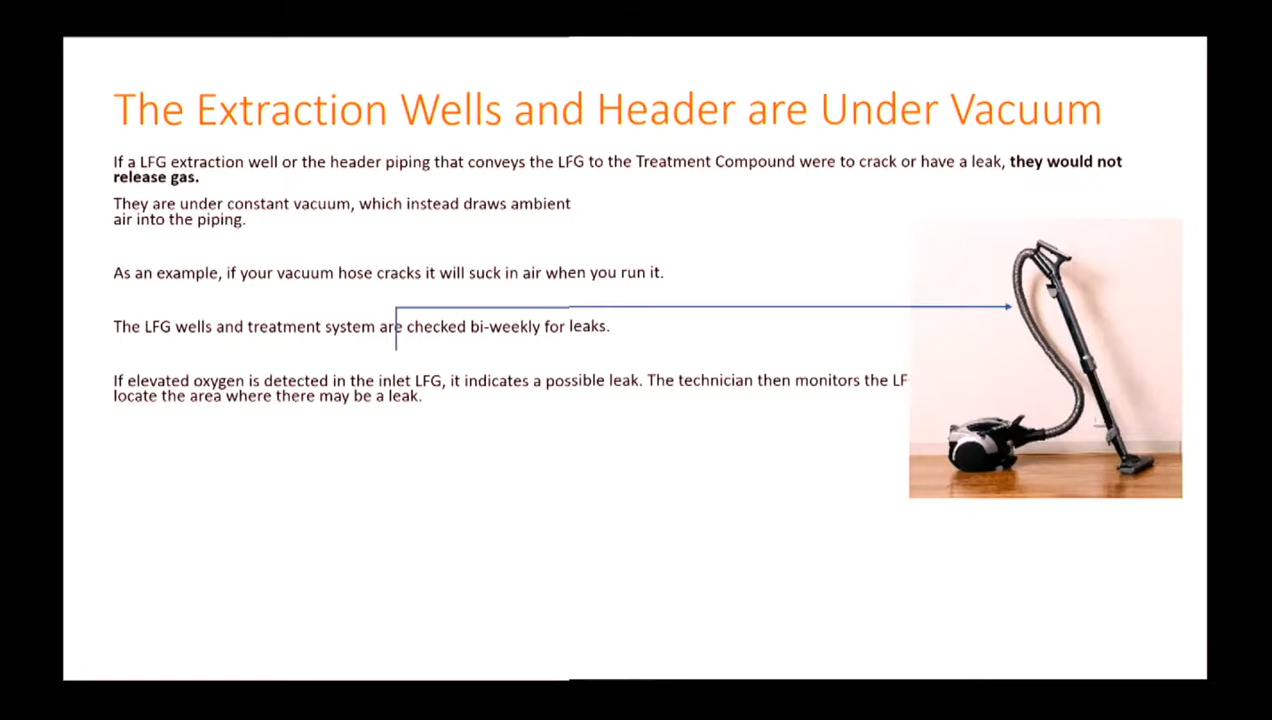 The Extraction Wells and Header are Under Vacuum
If a LFG extraction well or the header piping that conveys the LFG to the Treatment Compound were to crack or have a leak, they would not
release gas.
They are under constant vacuum, which instead draws ambient
air into the piping.
As an example, if your vacuum hose cracks it will suck in air when you run it.
The LFG wells and treatment system are checked bi-weekly for leaks.
If elevated oxygen is detected in the inlet LFG, it indicates a possible leak. The technician then monitors the LF
locate the area where there may be a leak.